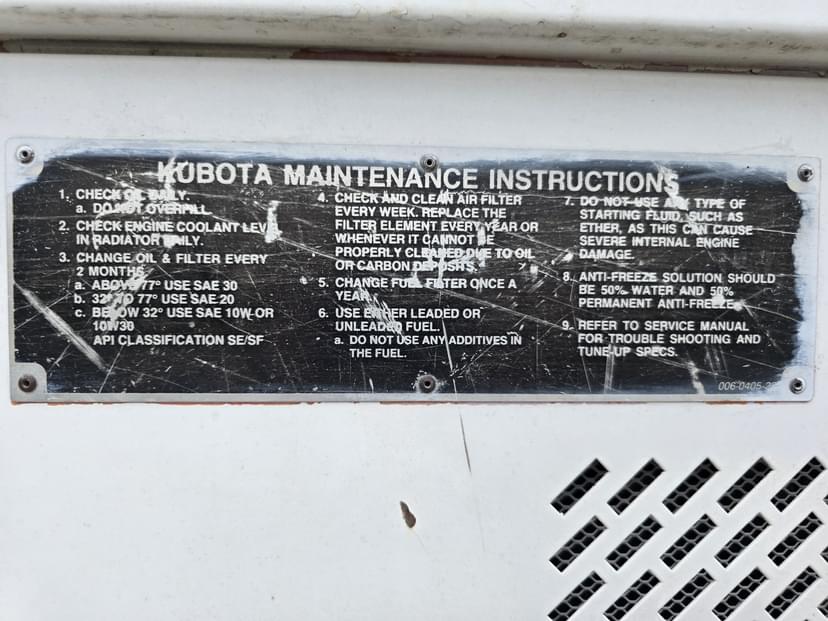 KUBOTA MAINTENANCE INSTRUCTIONS
1. CHECK OIL DAILY.
a. DO NOT OVERFILL.
2. CHECK ENGINE COOLANT LEVEL
IN RADIATOR DAILY.
3. CHANGE OIL & FILTER EVERY
2 MONTHS.
a. ABOVE 77° USE SAE 30
b. 32° TO 77° USE SAE 20
c. BELOW 32° USE SAE 10W OR
10W30
API CLASSIFICATION SE/SF
4. CHECK AND CLEAN AIR FILTER
EVERY WEEK. REPLACE THE
FILTER ELEMENT EVERY YEAR OR
WHENEVER IT CANNOT BE
PROPERLY CLEANED DUE TO OIL
OR CARBON DEPOSITS.
5. CHANGE FUEL FILTER ONCE A
YEAR.
6. USE EITHER LEADED OR
UNLEADED FUEL.
a. DO NOT USE ANY ADDITIVES IN
THE FUEL.
7. DO NOT USE ANY TYPE OF
STARTING FLUID, SUCH AS
ETHER, AS THIS CAN CAUSE
SEVERE INTERNAL ENGINE
DAMAGE.
8. ANTI-FREEZE SOLUTION SHOULD
BE 50% WATER AND 50%
PERMANENT ANTI-FREEZE.
9. REFER TO SERVICE MANUAL
FOR TROUBLE SHOOTING AND
TUNE-UP SPECS.